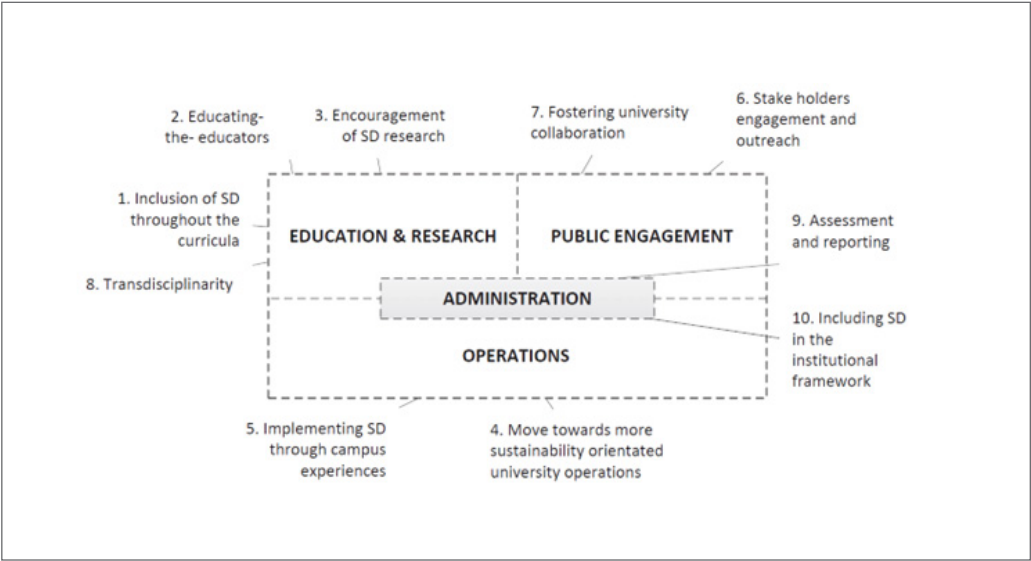 2. Educating-
the- educators
3. Encouragement
of SD research
7. Fostering university
collaboration
6. Stake holders
engagement and
outreach
1. Inclusion of SD
throughout the
curricula
8. Transdisciplinarity
EDUCATION & RESEARCH
PUBLIC ENGAGEMENT
9. Assessment
and reporting
ADMINISTRATION
10. Including SD
in the
institutional
framework
OPERATIONS
5. Implementing SD
through campus
experiences
4. Move towards more
sustainability orientated
university operations